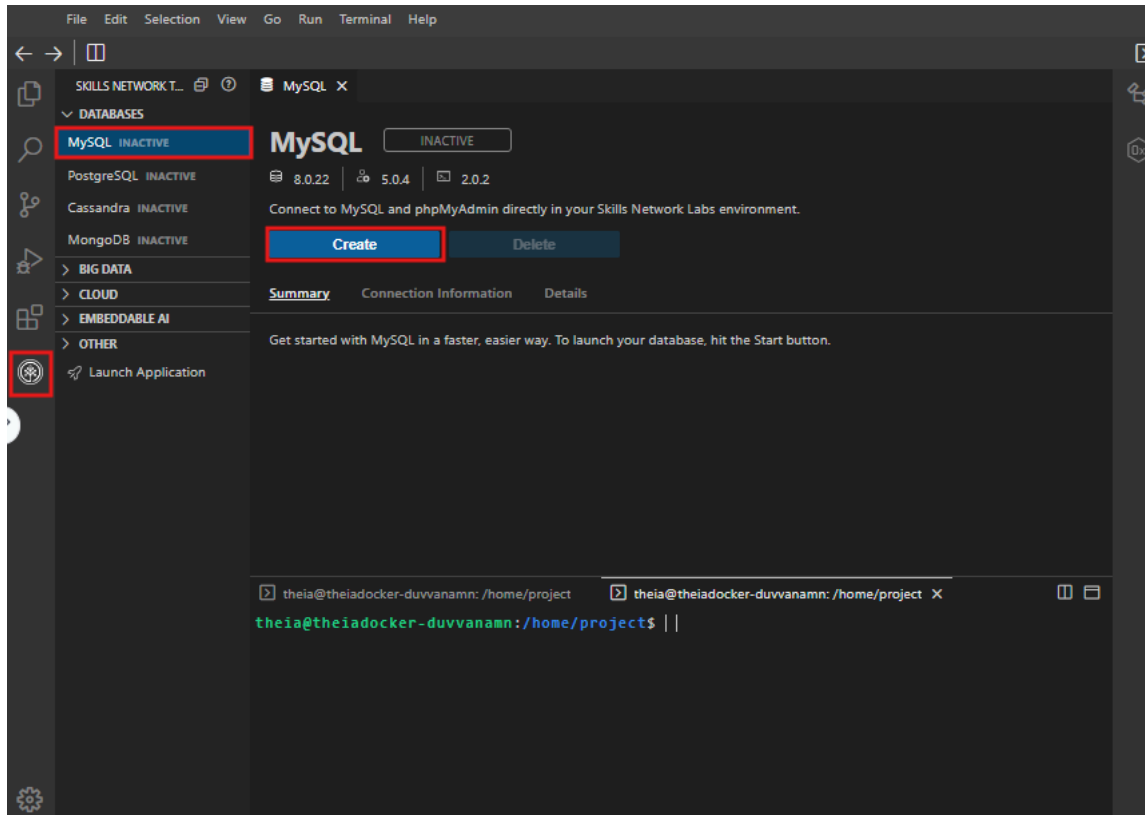 File Edit Selection View Go Run Terminal Help
SKILLS NETWORK T...
MySQL
DATABASES
MySQL INACTIVE
PostgreSQL INACTIVE
Cassandra INACTIVE
MongoDB INACTIVE
BIG DATA
CLOUD
EMBEDDABLE AI
OTHER
Launch Application
MySQL INACTIVE
8.0.22 5.0.4 2.0.2
Connect to MySQL and phpMyAdmin directly in your Skills Network Labs environment.
Create Delete
Summary Connection Information Details
Get started with MySQL in a faster, easier way. To launch your database, hit the Start button.
theia@theiadocker-duvvanamn: /home/project theia@theiadocker-duvvanamn: /home/project
theia@theiadocker-duvvanamn:/home/project$